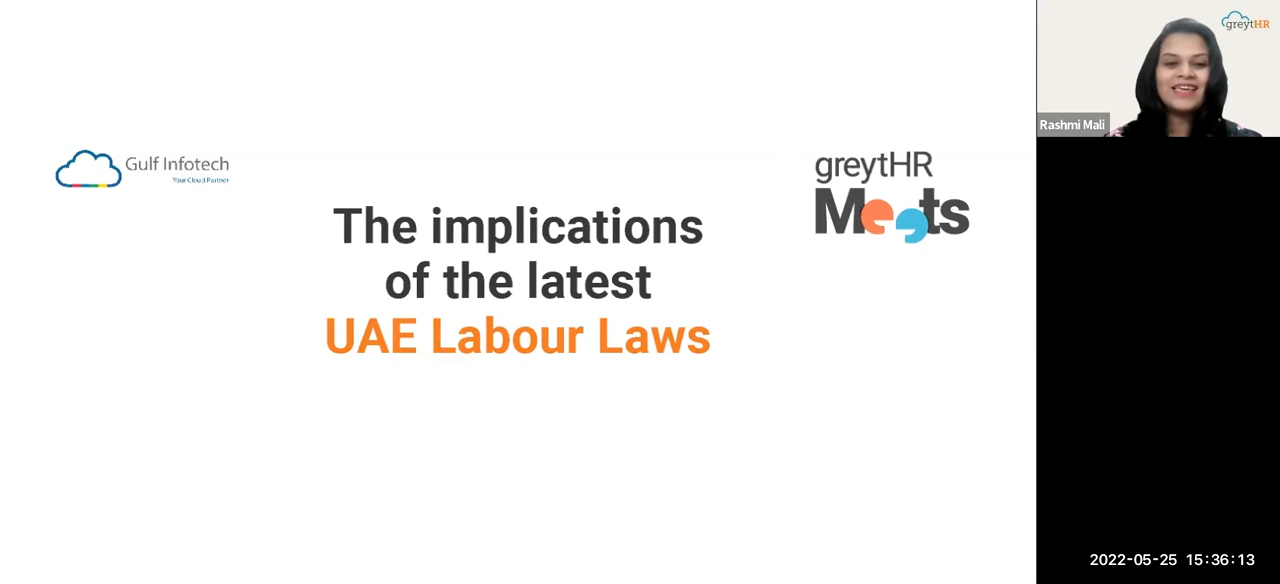 Gulf Infotech
Your Cloud Partner
greytHR
Meets
The implications
of the latest
UAE Labour Laws
greytHR
Rashmi Mali
2022-05-25 15:36:13